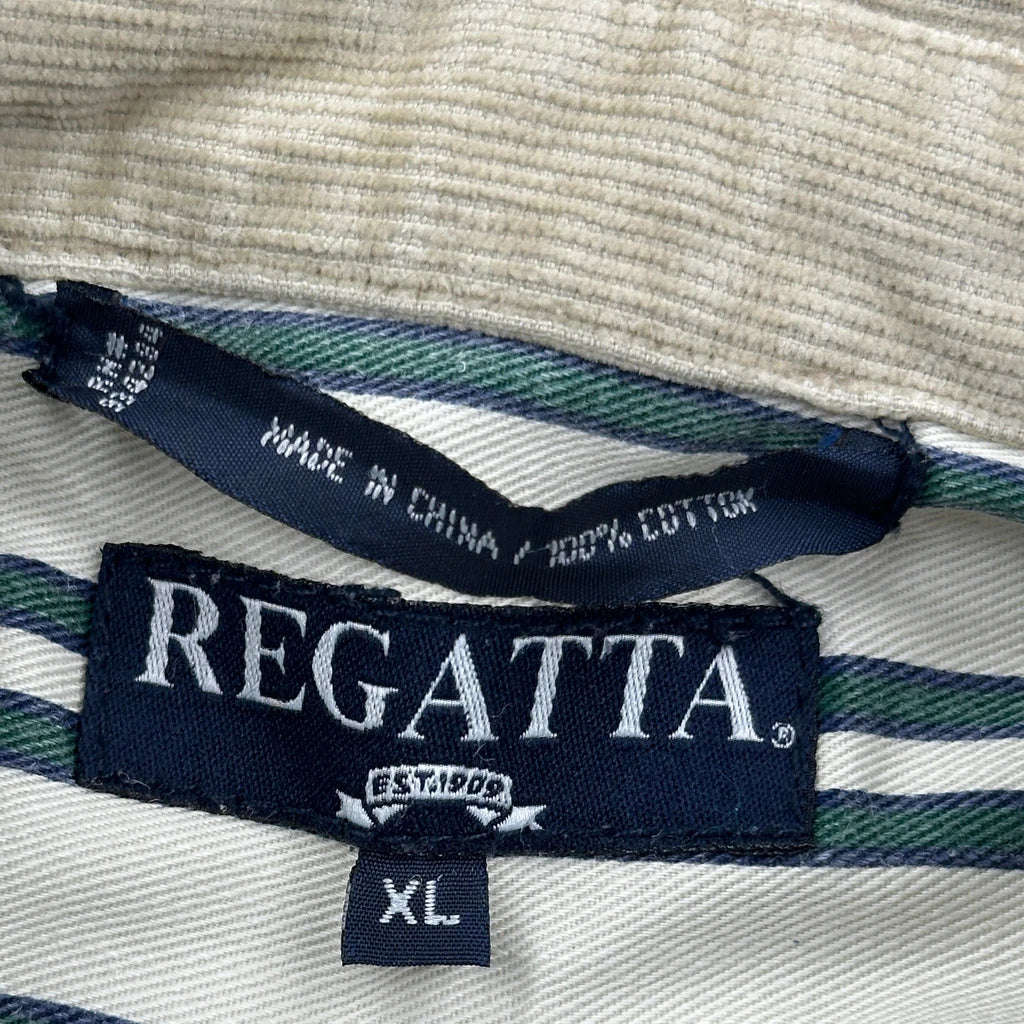 MADE IN CHINA / 100% COTTON
REGATTA®
EST. 1909
XL